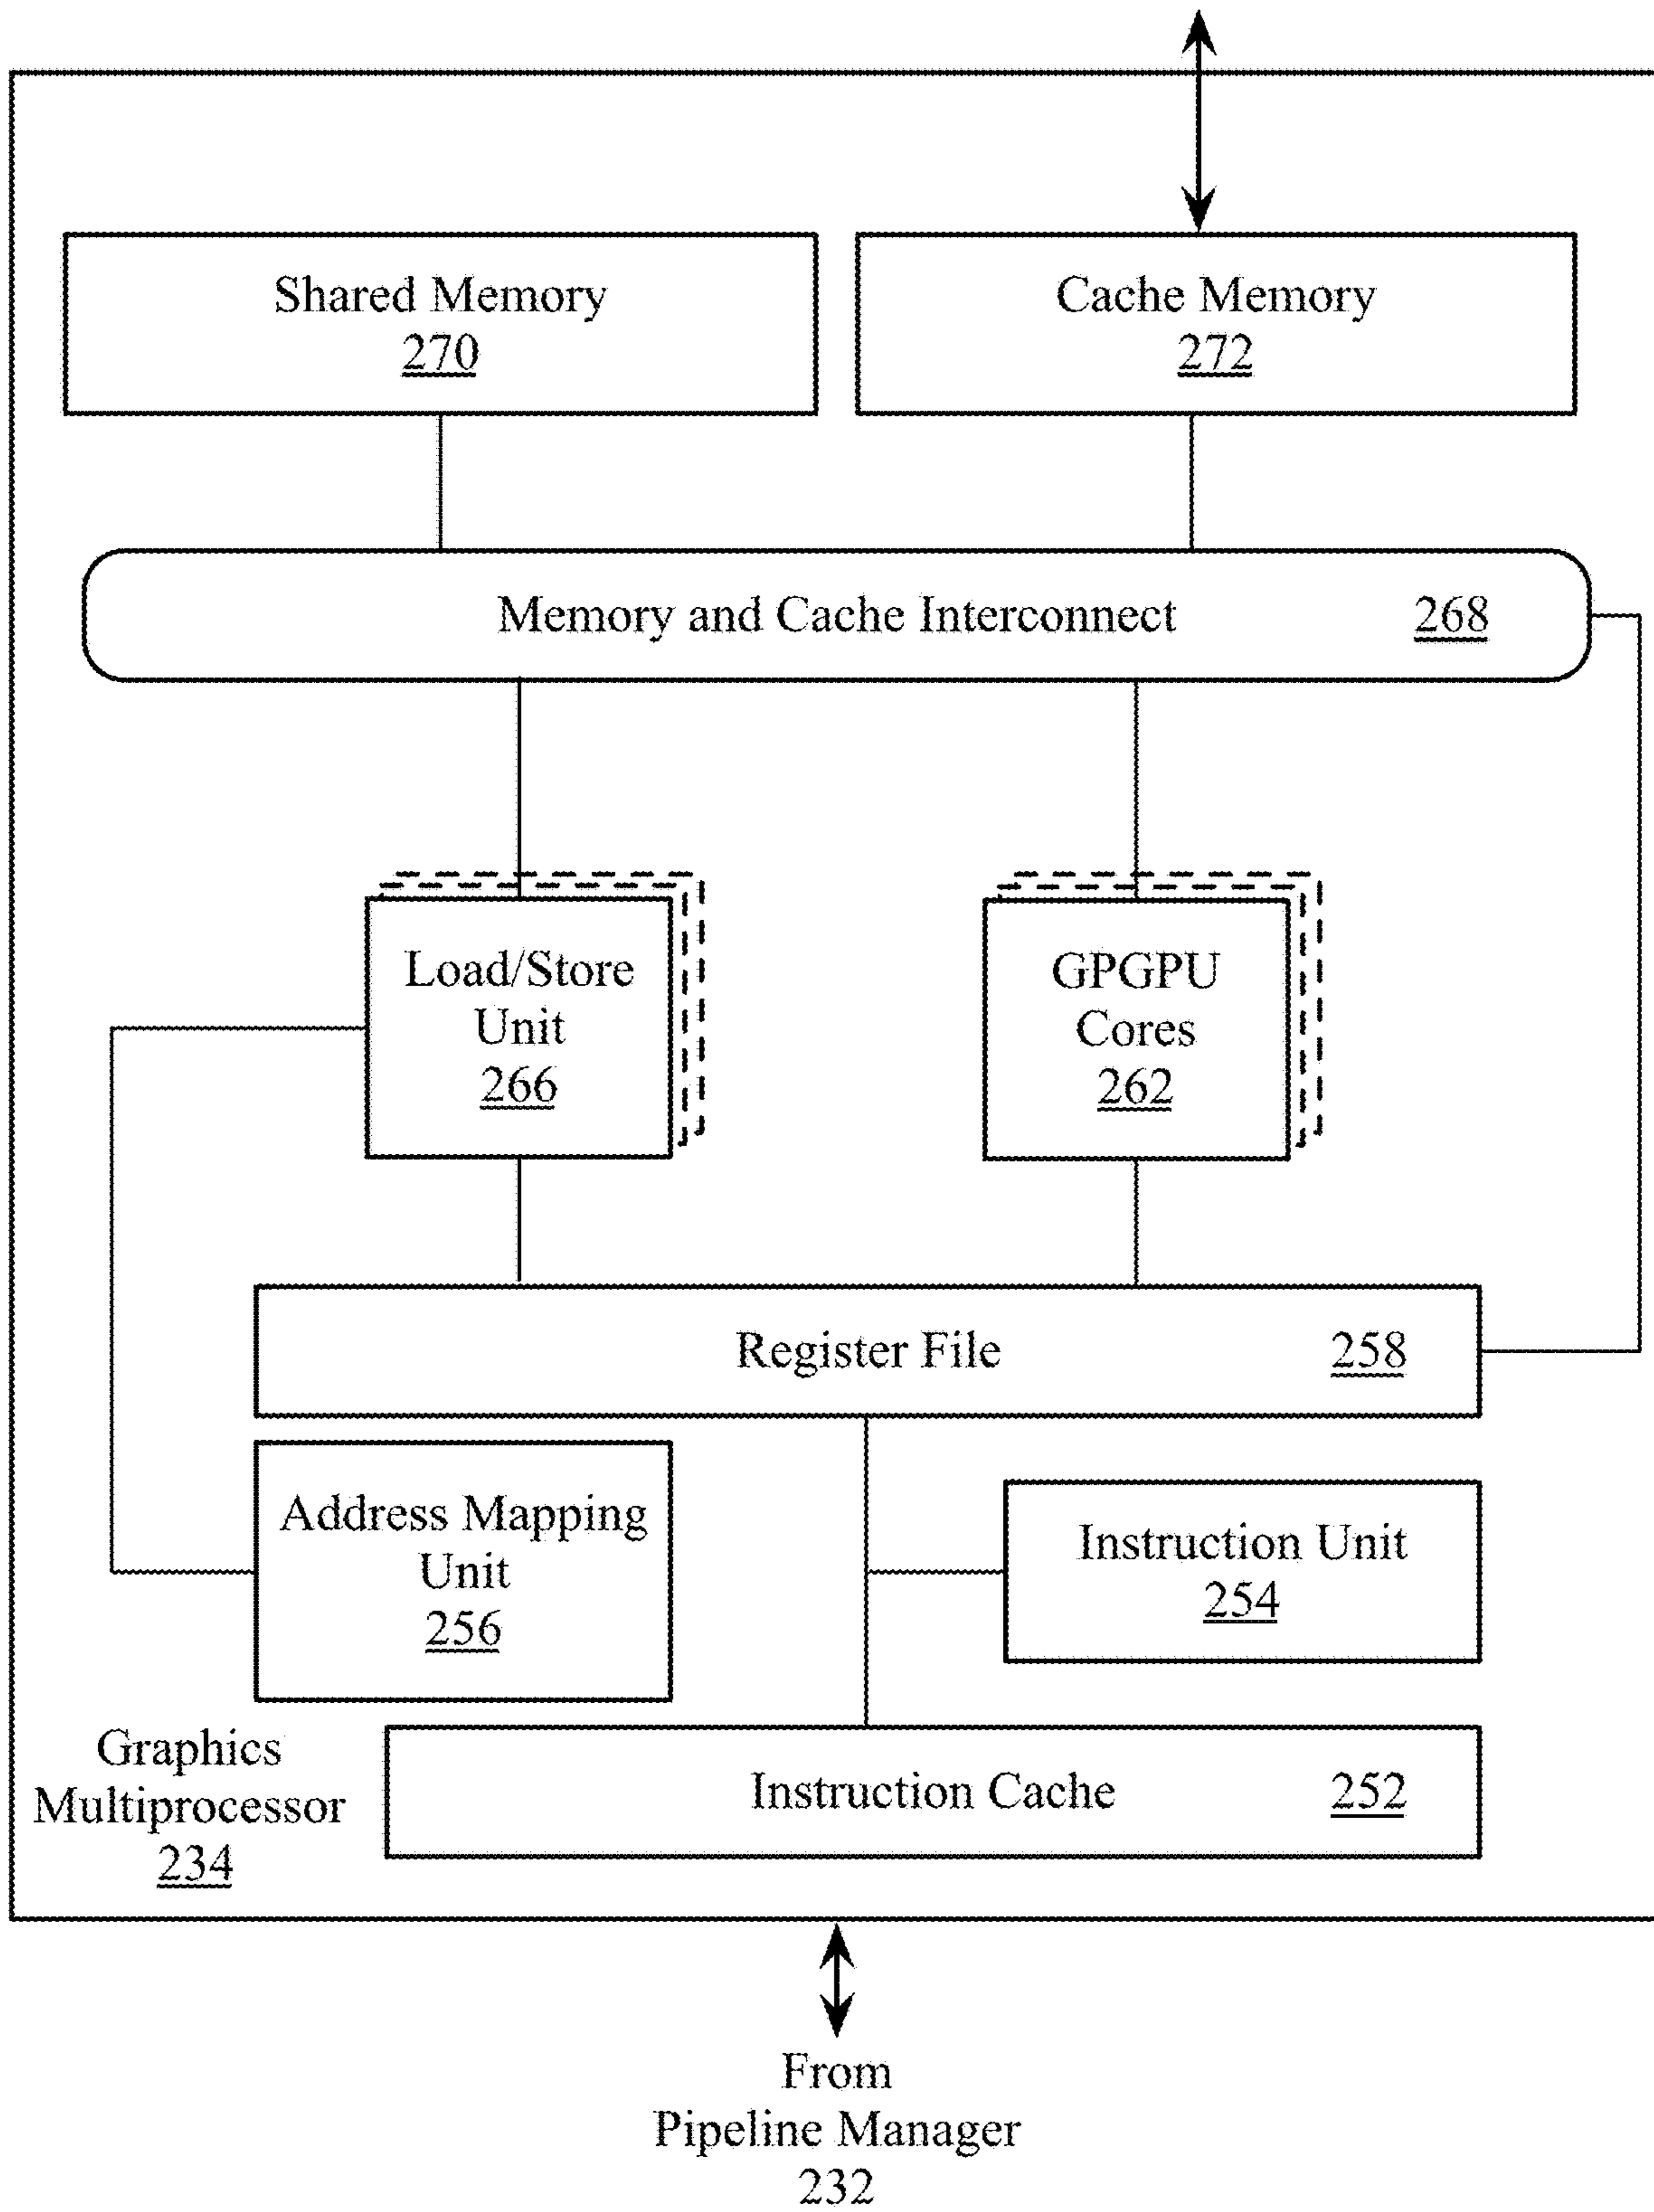 Shared Memory
270
Cache Memory
272
Memory and Cache Interconnect 268
Load/Store
Unit
266
GPGPU
Cores
262
Register File 258
Address Mapping
Unit
256
Instruction Unit
254
Graphics
Multiprocessor
234
Instruction Cache 252
From
Pipeline Manager
232